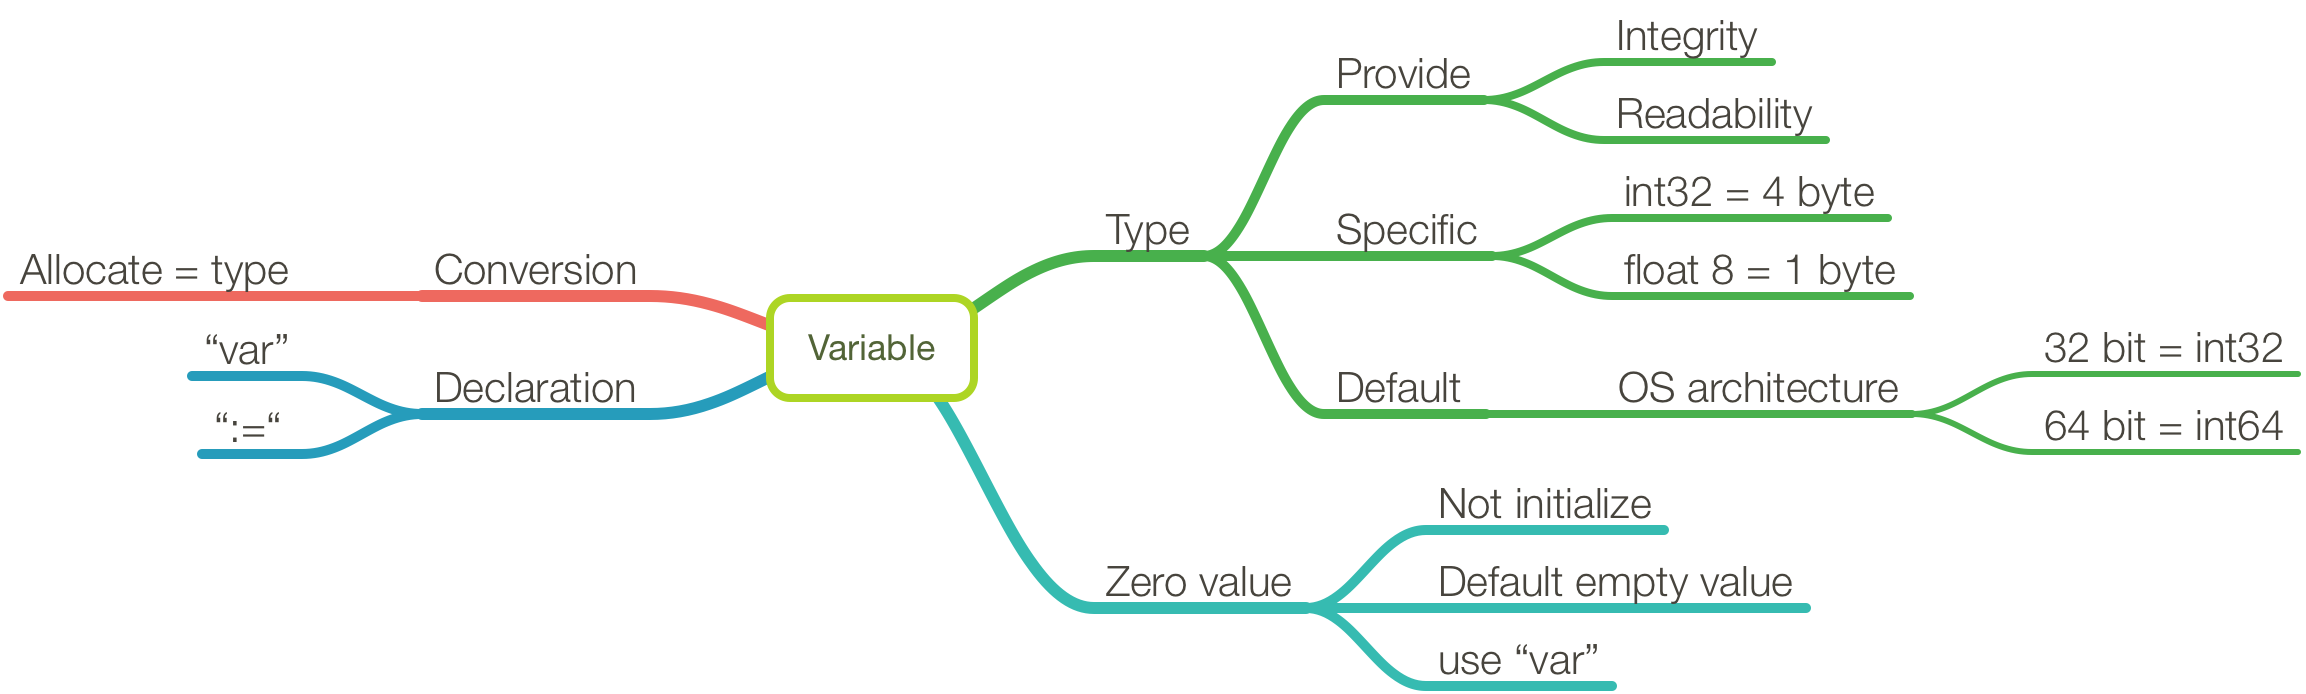 Variable
Type
Provide
Integrity
Readability
Specific
int32 = 4 byte
float 8 = 1 byte
Default
OS architecture
32 bit = int32
64 bit = int64
Zero value
Not initialize
Default empty value
use “var”
Conversion
Allocate = type
Declaration
“var”
“:=“